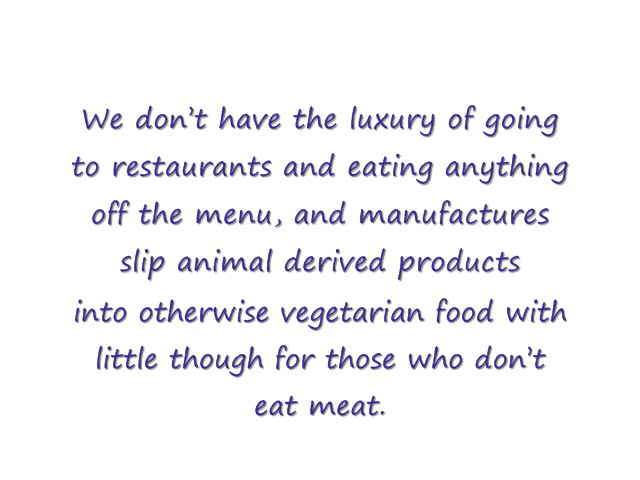 We don't have the luxury of going
to restaurants and eating anything
off the menu, and manufactures
slip animal derived products
into otherwise vegetarian food with
little though for those who don't
eat meat.